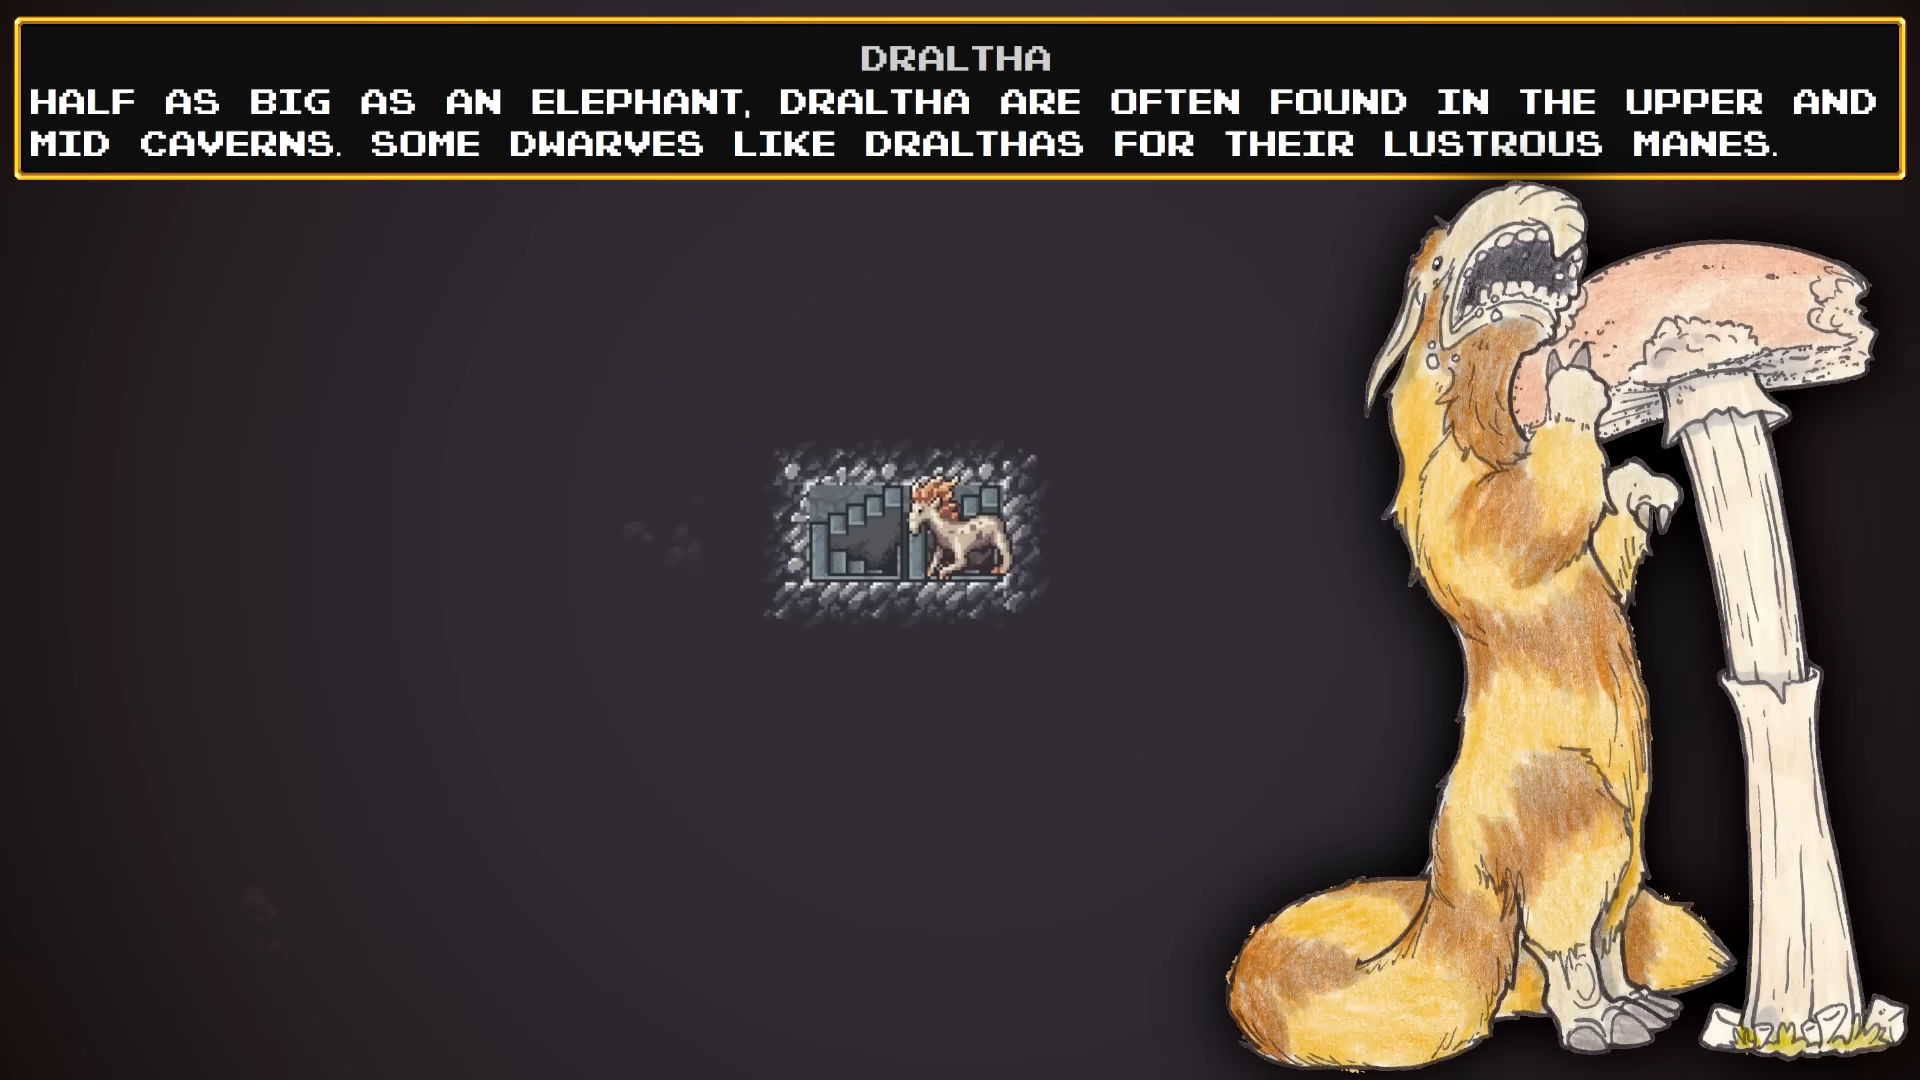 DRALTHA
HALF AS BIG AS AN ELEPHANT, DRALTHA ARE OFTEN FOUND IN THE UPPER AND
MID CAVERNS. SOME DWARVES LIKE DRALTHAS FOR THEIR LUSTROUS MANES.